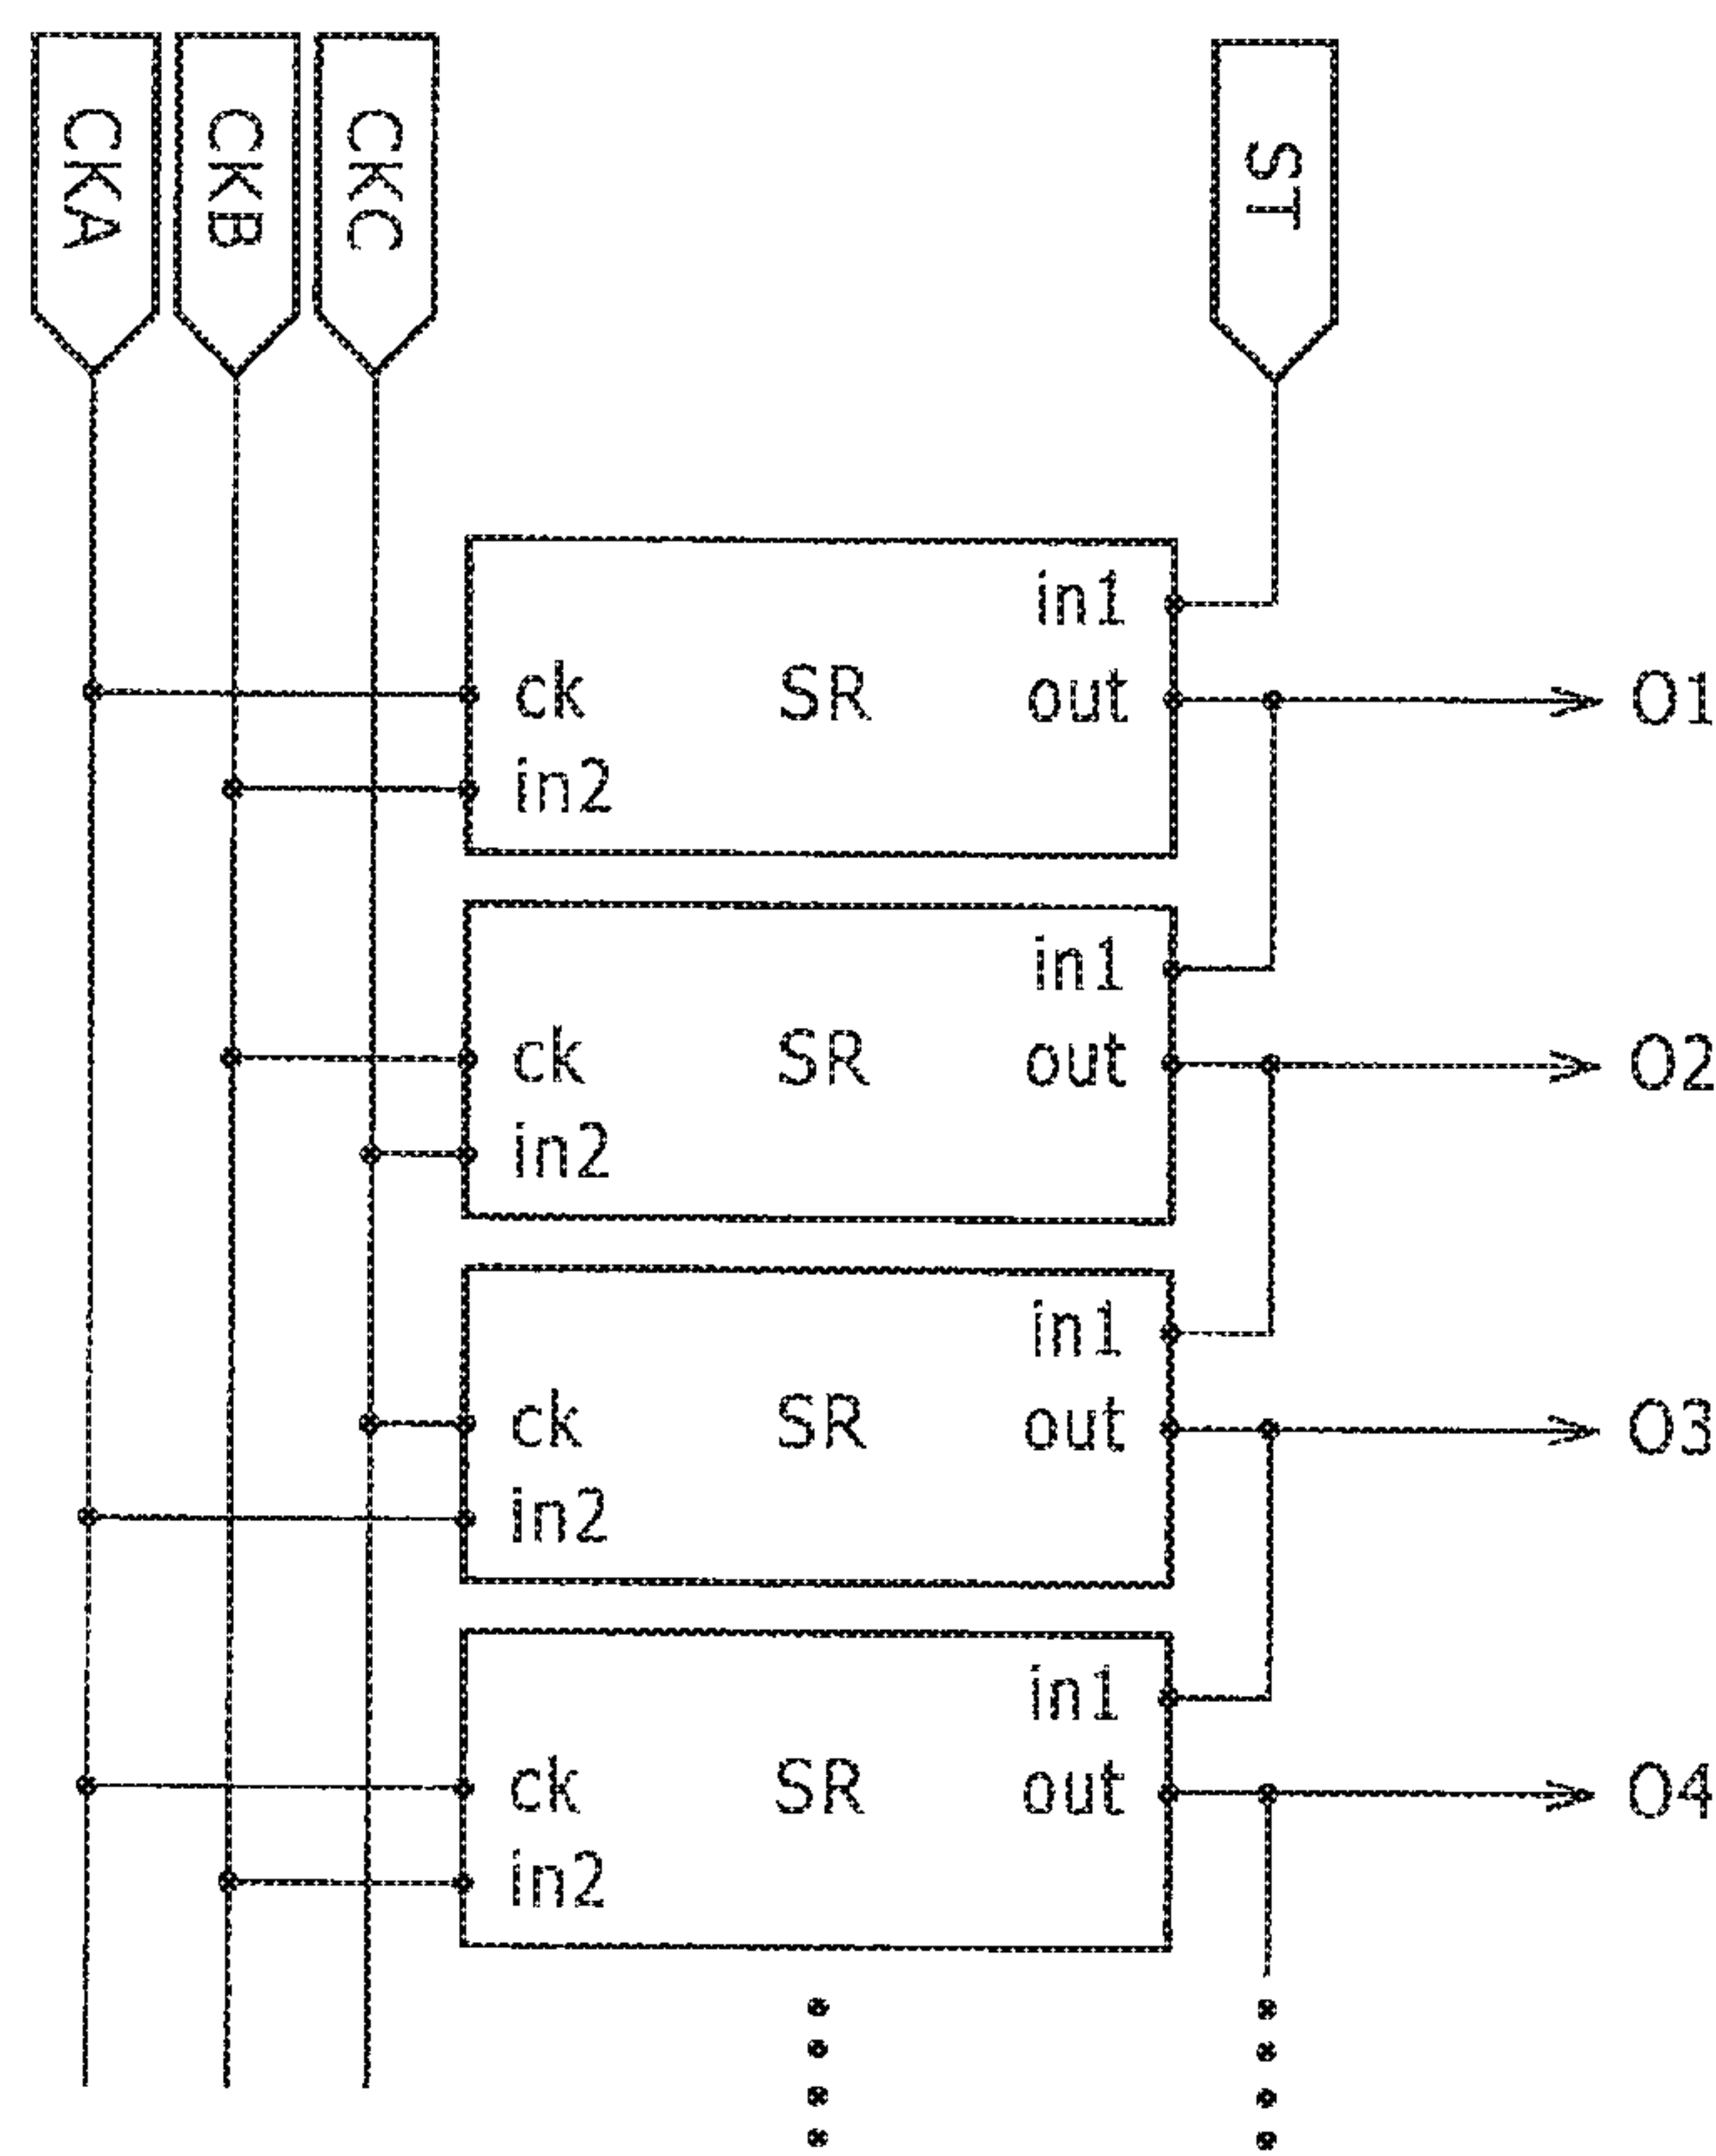 CKA
CKB
CKC
ST
in1
ck SR out O1
in2
in1
ck SR out O2
in2
in1
ck SR out O3
in2
in1
ck SR out O4
in2